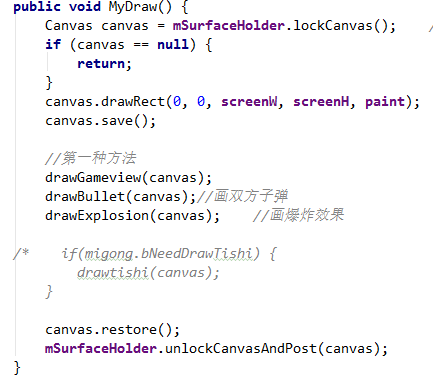 public void MyDraw() {
Canvas canvas = mSurfaceHolder.lockCanvas();    /
if (canvas == null) {
return;
}
canvas.drawRect(0, 0, screenW, screenH, paint);
canvas.save();
//第一种方法
drawGameview(canvas);
drawBullet(canvas);//画双方子弹
drawExplosion(canvas);    //画爆炸效果
/*    if(migong.bNeedDrawTishi) {
drawtishi(canvas);
}
canvas.restore();
mSurfaceHolder.unlockCanvasAndPost(canvas);
}